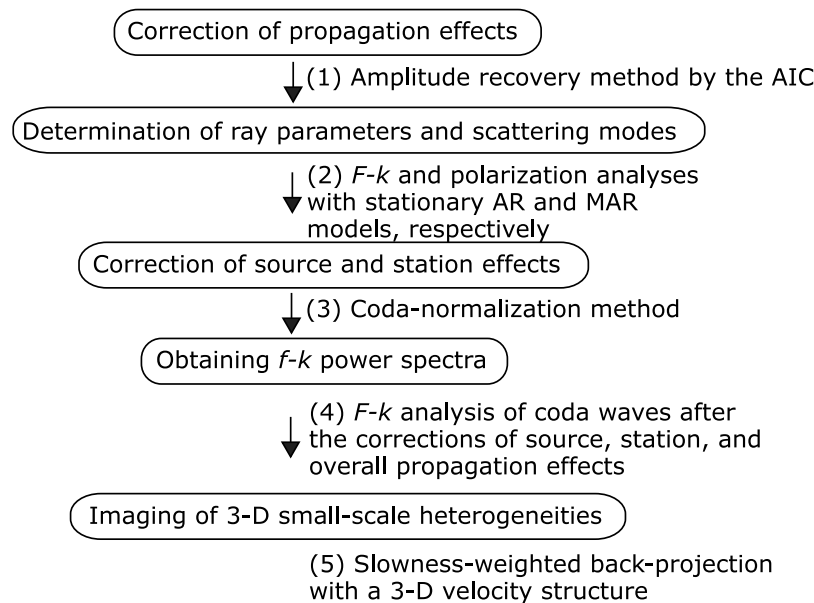 Correction of propagation effects
(1) Amplitude recovery method by the AIC
Determination of ray parameters and scattering modes
(2) F-k and polarization analyses
with stationary AR and MAR
models, respectively
Correction of source and station effects
(3) Coda-normalization method
Obtaining f-k power spectra
(4) F-k analysis of coda waves after
the corrections of source, station, and
overall propagation effects
Imaging of 3-D small-scale heterogeneities
(5) Slowness-weighted back-projection
with a 3-D velocity structure